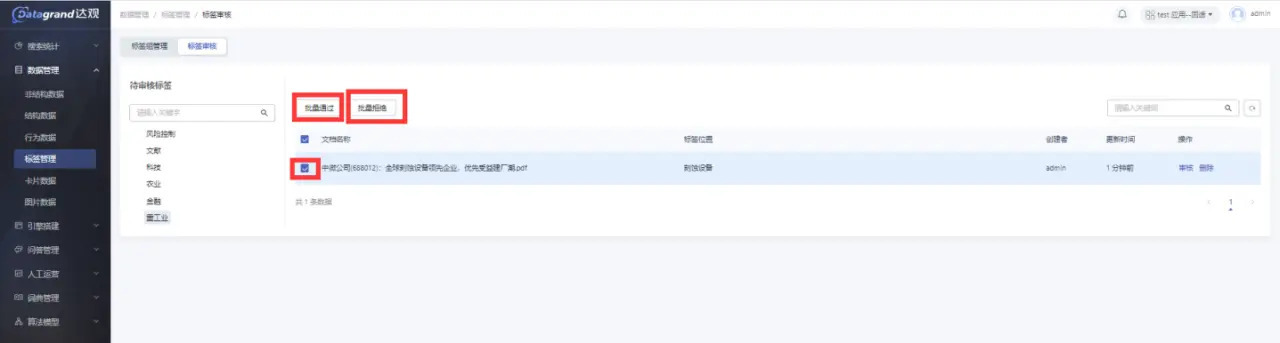 Datagrand达观
数据管理 / 标签管理 / 标签审核
test 应用--园途
admin
搜索统计
数据管理
非结构数据
结构数据
行为数据
标签管理
卡片数据
图片数据
引擎搭建
问答管理
人工运营
词典管理
算法模型
标签组管理
标签审核
待审核标签
请输入关键字
风险控制
文献
科技
农业
金融
重工业
批量通过
批量拒绝
请输入关键词
文档名称 标签位置 创建者 更新时间 操作
中微公司(688012)：全球刻蚀设备领先企业，优先受益建厂潮.pdf 刻蚀设备 admin 1 分钟前 审核 删除
共 1 条数据
1